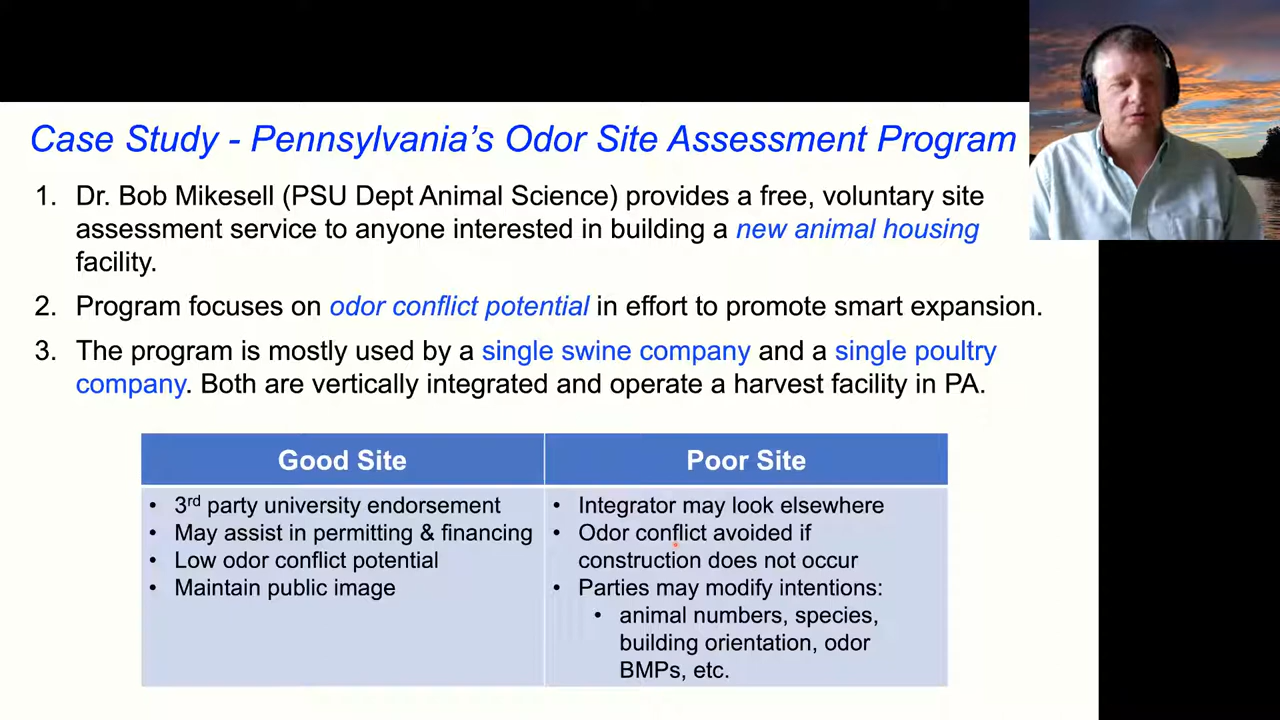 Case Study - Pennsylvania's Odor Site Assessment Program
1. Dr. Bob Mikesell (PSU Dept Animal Science) provides a free, voluntary site
assessment service to anyone interested in building a new animal housing
facility.
2. Program focuses on odor conflict potential in effort to promote smart expansion.
3. The program is mostly used by a single swine company and a single poultry
company. Both are vertically integrated and operate a harvest facility in PA.
Good Site
• 3rd party university endorsement
• May assist in permitting & financing
• Low odor conflict potential
• Maintain public image
Poor Site
• Integrator may look elsewhere
• Odor conflict avoided if
construction does not occur
• Parties may modify intentions:
• animal numbers, species,
building orientation, odor
BMPs, etc.